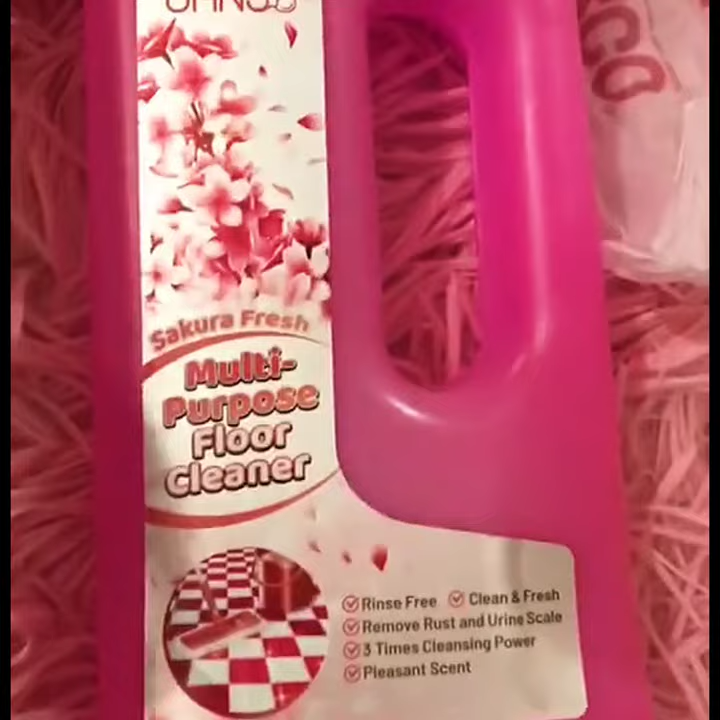 Sakura Fresh
Multi-
Purpose
Floor
Cleaner
Rinse Free Clean & Fresh
Remove Rust and Urine Scale
3 Times Cleansing Power
Pleasant Scent